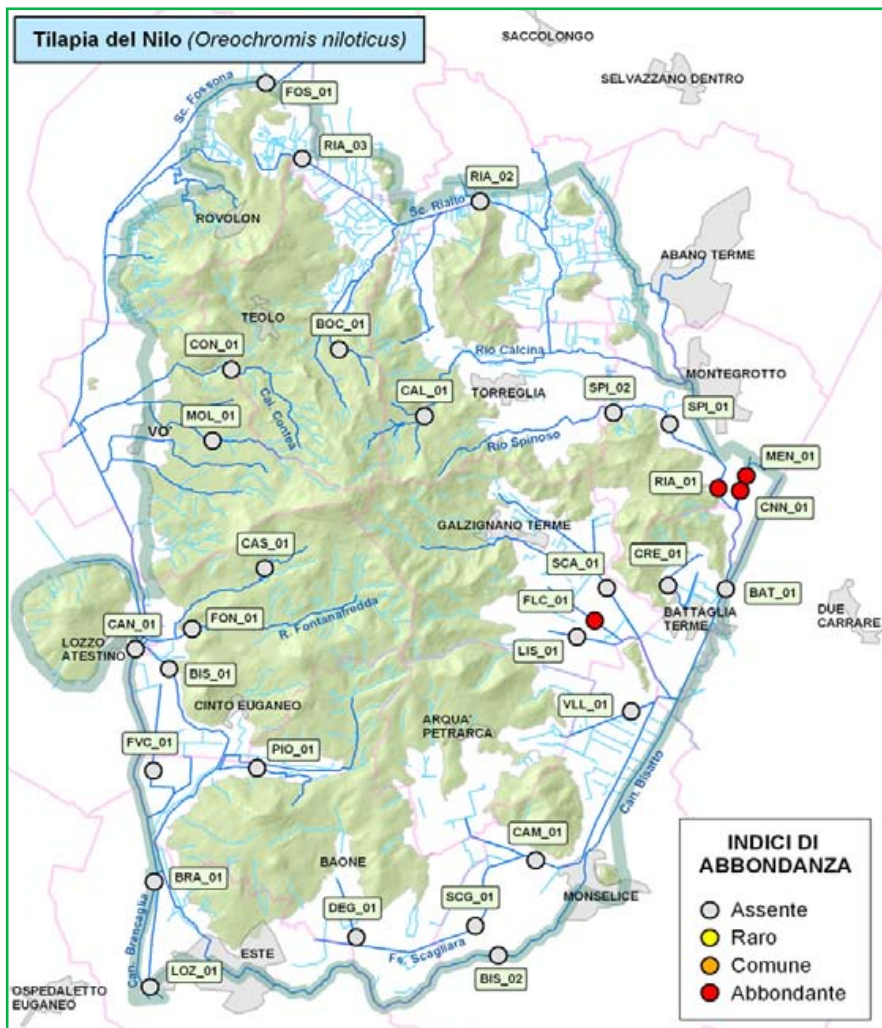 Tilapia del Nilo (Oreochromis niloticus)
SACCOLONGO
SELVAZZANO DENTRO
Sc. Fossona
FOS_01
RIA_03
RIA_02
Sc. Rialto
ROVOLON
ABANO TERME
TEOLO
BOC_01
CON_01
Rio Calcina
MONTEGROTTO
TORREGLIA
CAL_01
SPI_02
SPI_01
Cal. Contea
MOL_01
VO'
Rio Spinoso
MEN_01
RIA_01
CNN_01
GALZIGNANO TERME
CAS_01
SCA_01
CRE_01
FLC_01
BAT_01
BATTAGLIA
TERME
DUE
CARRARE
CAN_01
FON_01
R. Fontanafredda
LOZZO
ATESTINO
LIS_01
BIS_01
CINTO EUGANEO
VLL_01
ARQUA'
PETRARCA
FVC_01
PIO_01
Can. Bisatto
CAM_01
BAONE
MONSELICE
BRA_01
DEG_01
SCG_01
Can. Brancaglia
ESTE
Fs. Scagliara
LOZ_01
BIS_02
OSPEDALETTO
EUGANEO
INDICI DI
ABBONDANZA
Assente
Raro
Comune
Abbondante